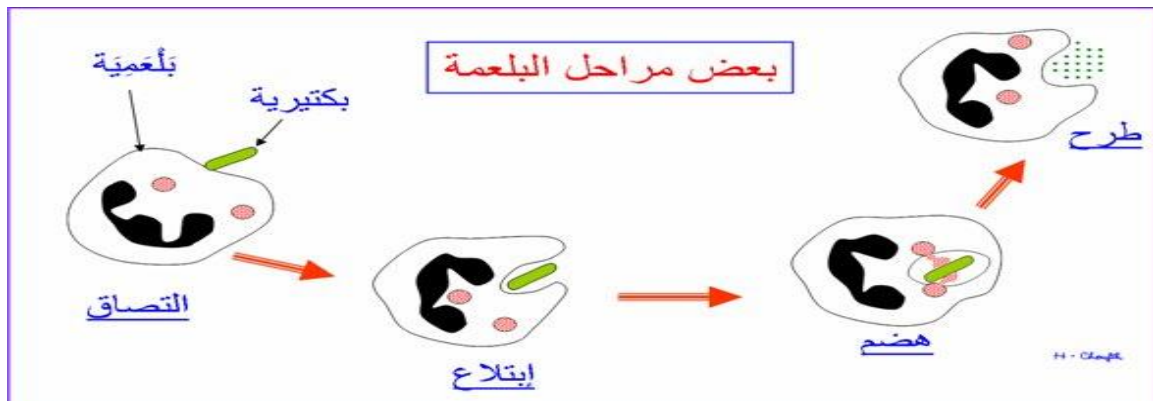 بعض مراحل البلعمة
بَلْعَمِيَة
بكتيرية
التصاق
إبتلاع
هضم
طرح